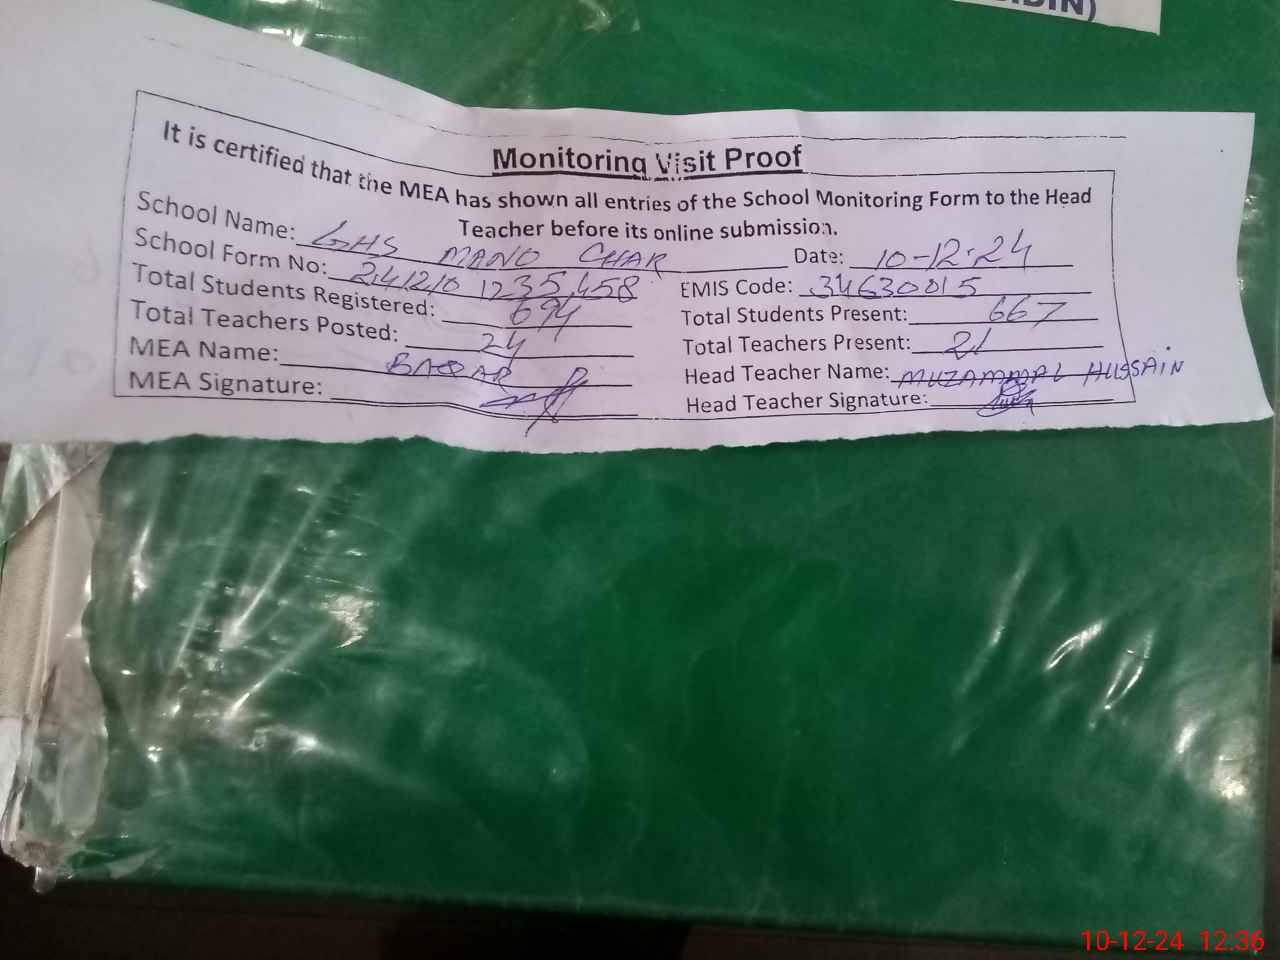 Monitoring Visit Proof
It is certified that the MEA has shown all entries of the School Monitoring Form to the Head
Teacher before its online submission.
School Name: GHS MANO CHAR Date: 10-12-24
School Form No: 241210 1235458 EMIS Code: 34630015
Total Students Registered: 694 Total Students Present: 667
Total Teachers Posted: 24 Total Teachers Present: 21
MEA Name: BAQAR Head Teacher Name: MUZAMMAL HUSSAIN
MEA Signature: Head Teacher Signature:
10-12-24 12:36